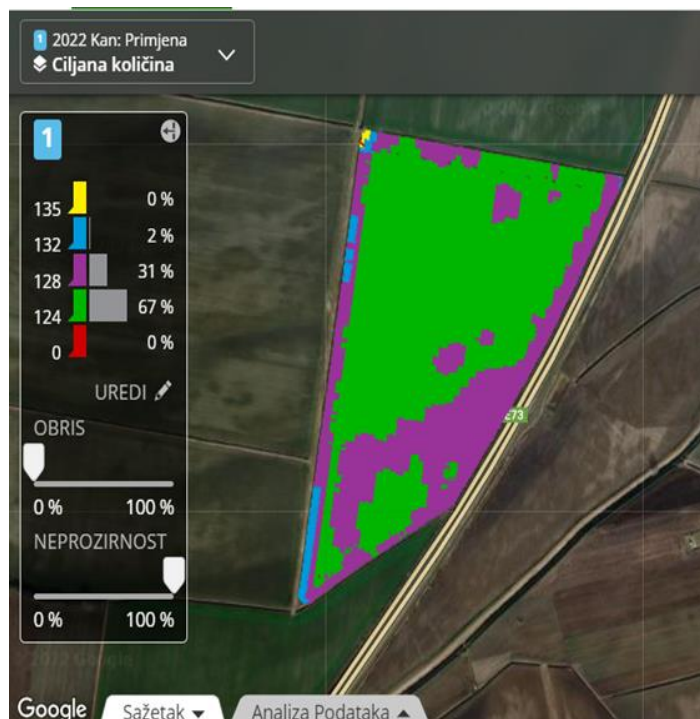 1 2022 Kan: Primjena
Ciljana količina
1
135 0 %
132 2 %
128 31 %
124 67 %
0 0 %
UREDI
OBRIS
0 % 100 %
NEPROZIRNOST
0 % 100 %
E73
Google
Sažetak
Analiza Podataka